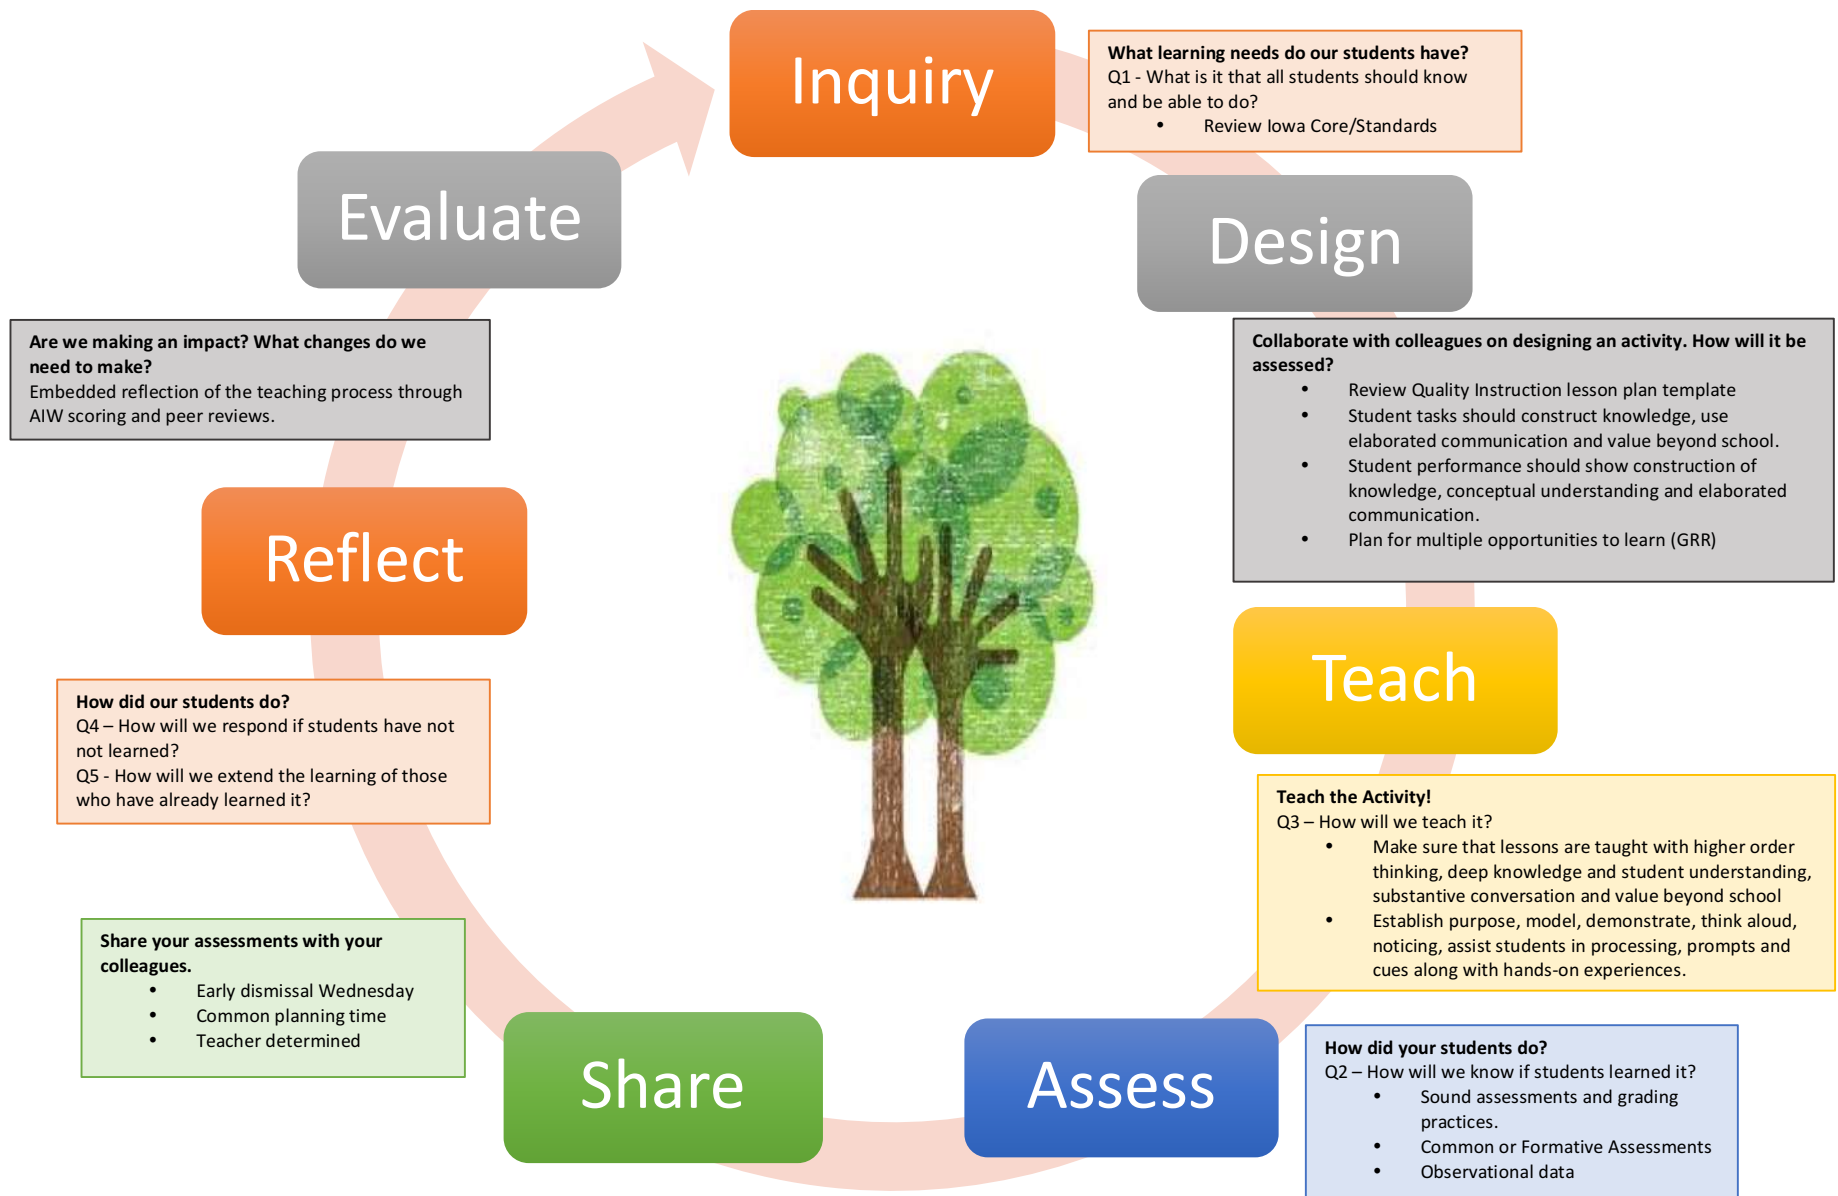 Inquiry
What learning needs do our students have?
Q1 - What is it that all students should know
and be able to do?
• Review Iowa Core/Standards
Design
Collaborate with colleagues on designing an activity. How will it be
assessed?
• Review Quality Instruction lesson plan template
• Student tasks should construct knowledge, use
elaborated communication and value beyond school.
• Student performance should show construction of
knowledge, conceptual understanding and elaborated
communication.
• Plan for multiple opportunities to learn (GRR)
Teach
Teach the Activity!
Q3 – How will we teach it?
• Make sure that lessons are taught with higher order
thinking, deep knowledge and student understanding,
substantive conversation and value beyond school
• Establish purpose, model, demonstrate, think aloud,
noticing, assist students in processing, prompts and
cues along with hands-on experiences.
Assess
How did your students do?
Q2 – How will we know if students learned it?
• Sound assessments and grading
practices.
• Common or Formative Assessments
• Observational data
Share
Share your assessments with your
colleagues.
• Early dismissal Wednesday
• Common planning time
• Teacher determined
Reflect
How did our students do?
Q4 – How will we respond if students have not
not learned?
Q5 - How will we extend the learning of those
who have already learned it?
Evaluate
Are we making an impact? What changes do we
need to make?
Embedded reflection of the teaching process through
AIW scoring and peer reviews.